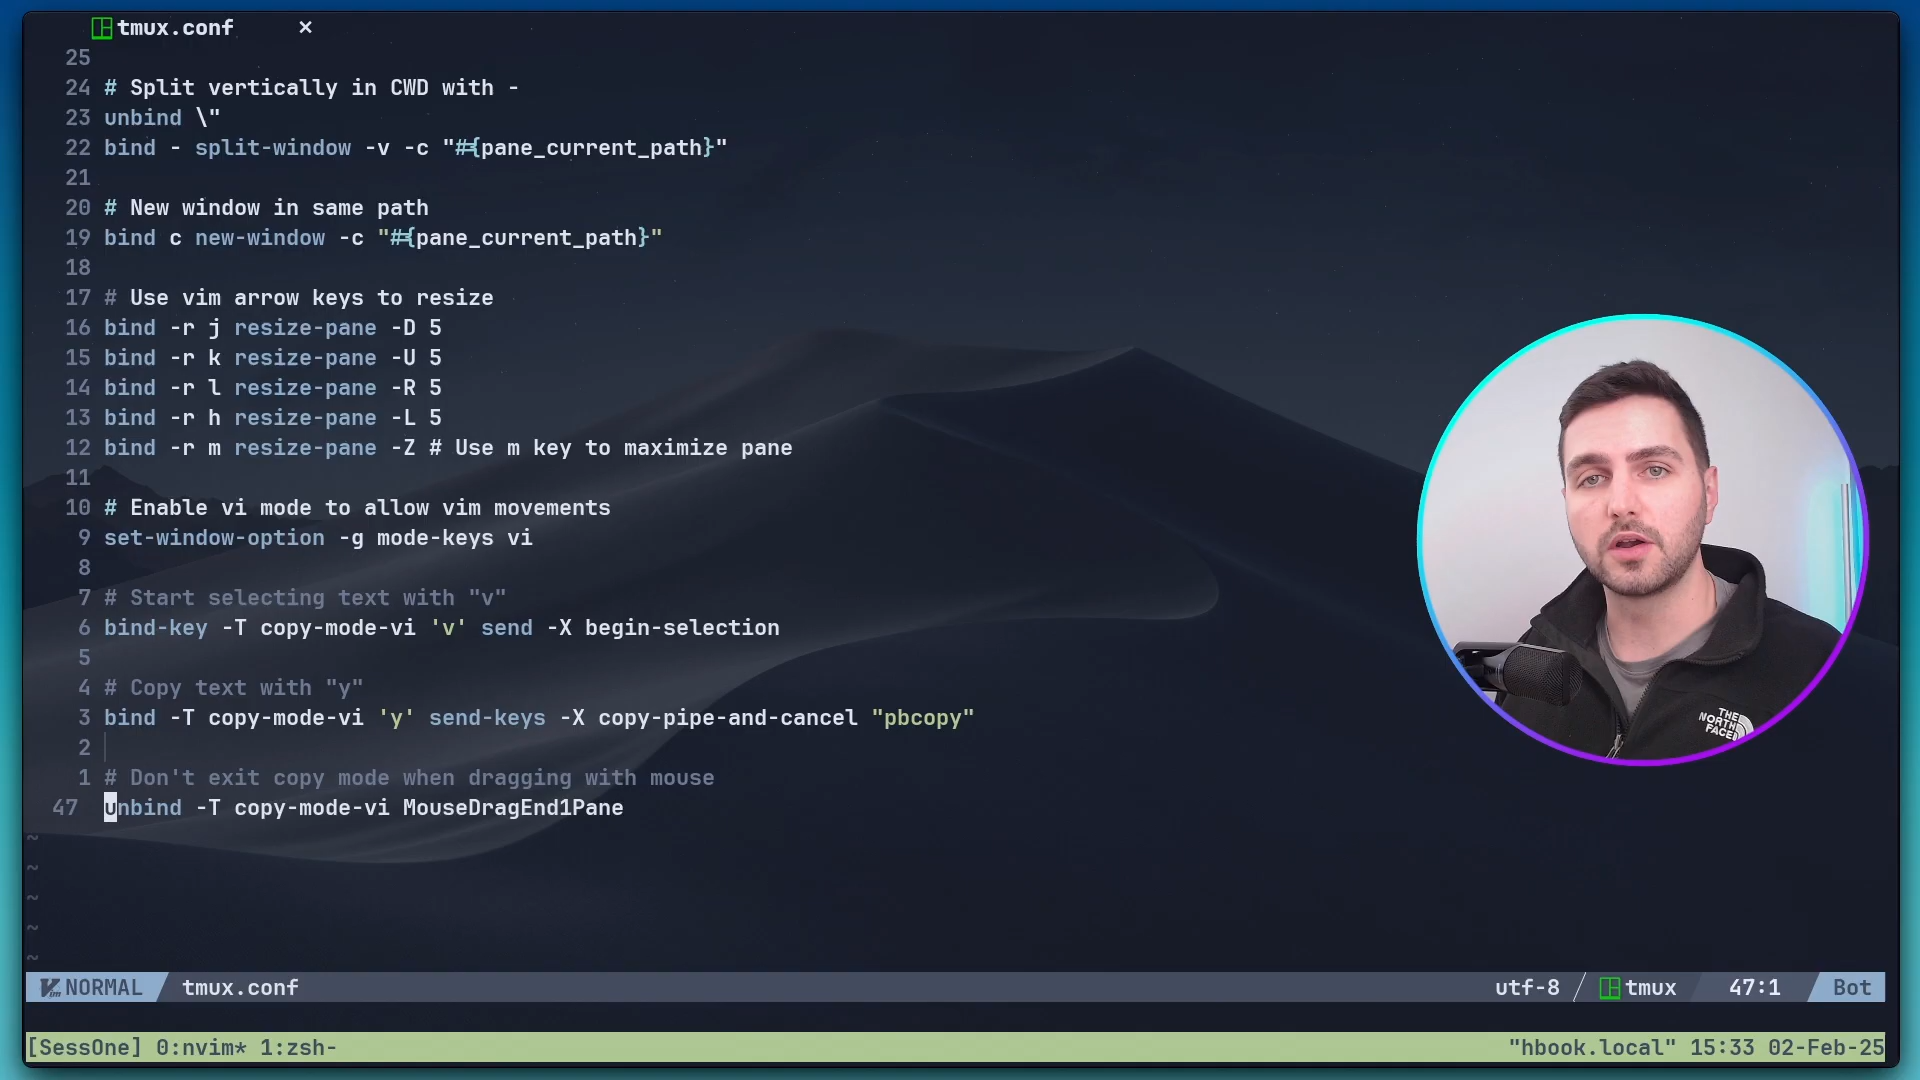 tmux.conf ×
25
24 # Split vertically in CWD with -
23 unbind \"
22 bind - split-window -v -c "#{pane_current_path}"
21
20 # New window in same path
19 bind c new-window -c "#{pane_current_path}"
18
17 # Use vim arrow keys to resize
16 bind -r j resize-pane -D 5
15 bind -r k resize-pane -U 5
14 bind -r l resize-pane -R 5
13 bind -r h resize-pane -L 5
12 bind -r m resize-pane -Z # Use m key to maximize pane
11
10 # Enable vi mode to allow vim movements
9 set-window-option -g mode-keys vi
8
7 # Start selecting text with "v"
6 bind-key -T copy-mode-vi 'v' send -X begin-selection
5
4 # Copy text with "y"
3 bind -T copy-mode-vi 'y' send-keys -X copy-pipe-and-cancel "pbcopy"
2
1 # Don't exit copy mode when dragging with mouse
47 unbind -T copy-mode-vi MouseDragEnd1Pane
~
~
~
~
~
NORMAL tmux.conf utf-8 tmux 47:1 Bot
[SessOne] 0:nvim* 1:zsh- "hbook.local" 15:33 02-Feb-25
THE
NORTH
FACE